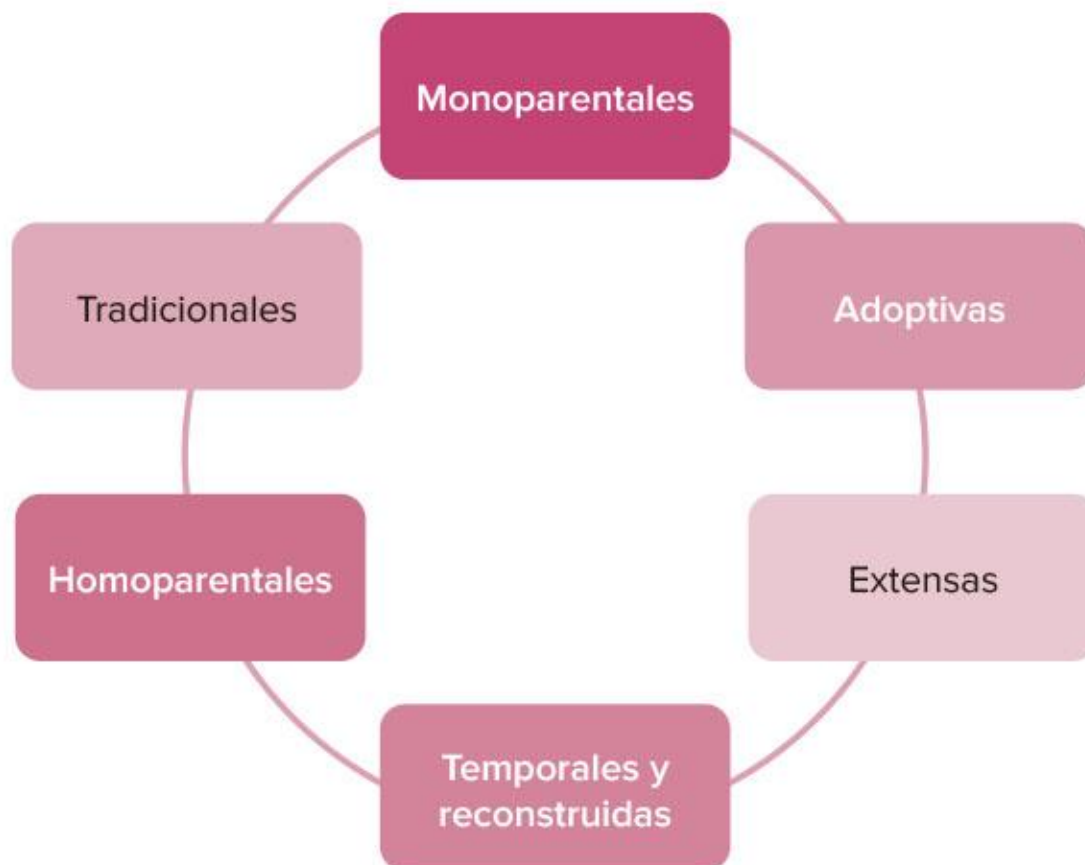 Monoparentales
Tradicionales
Adoptivas
Homoparentales
Extensas
Temporales y
reconstruidas